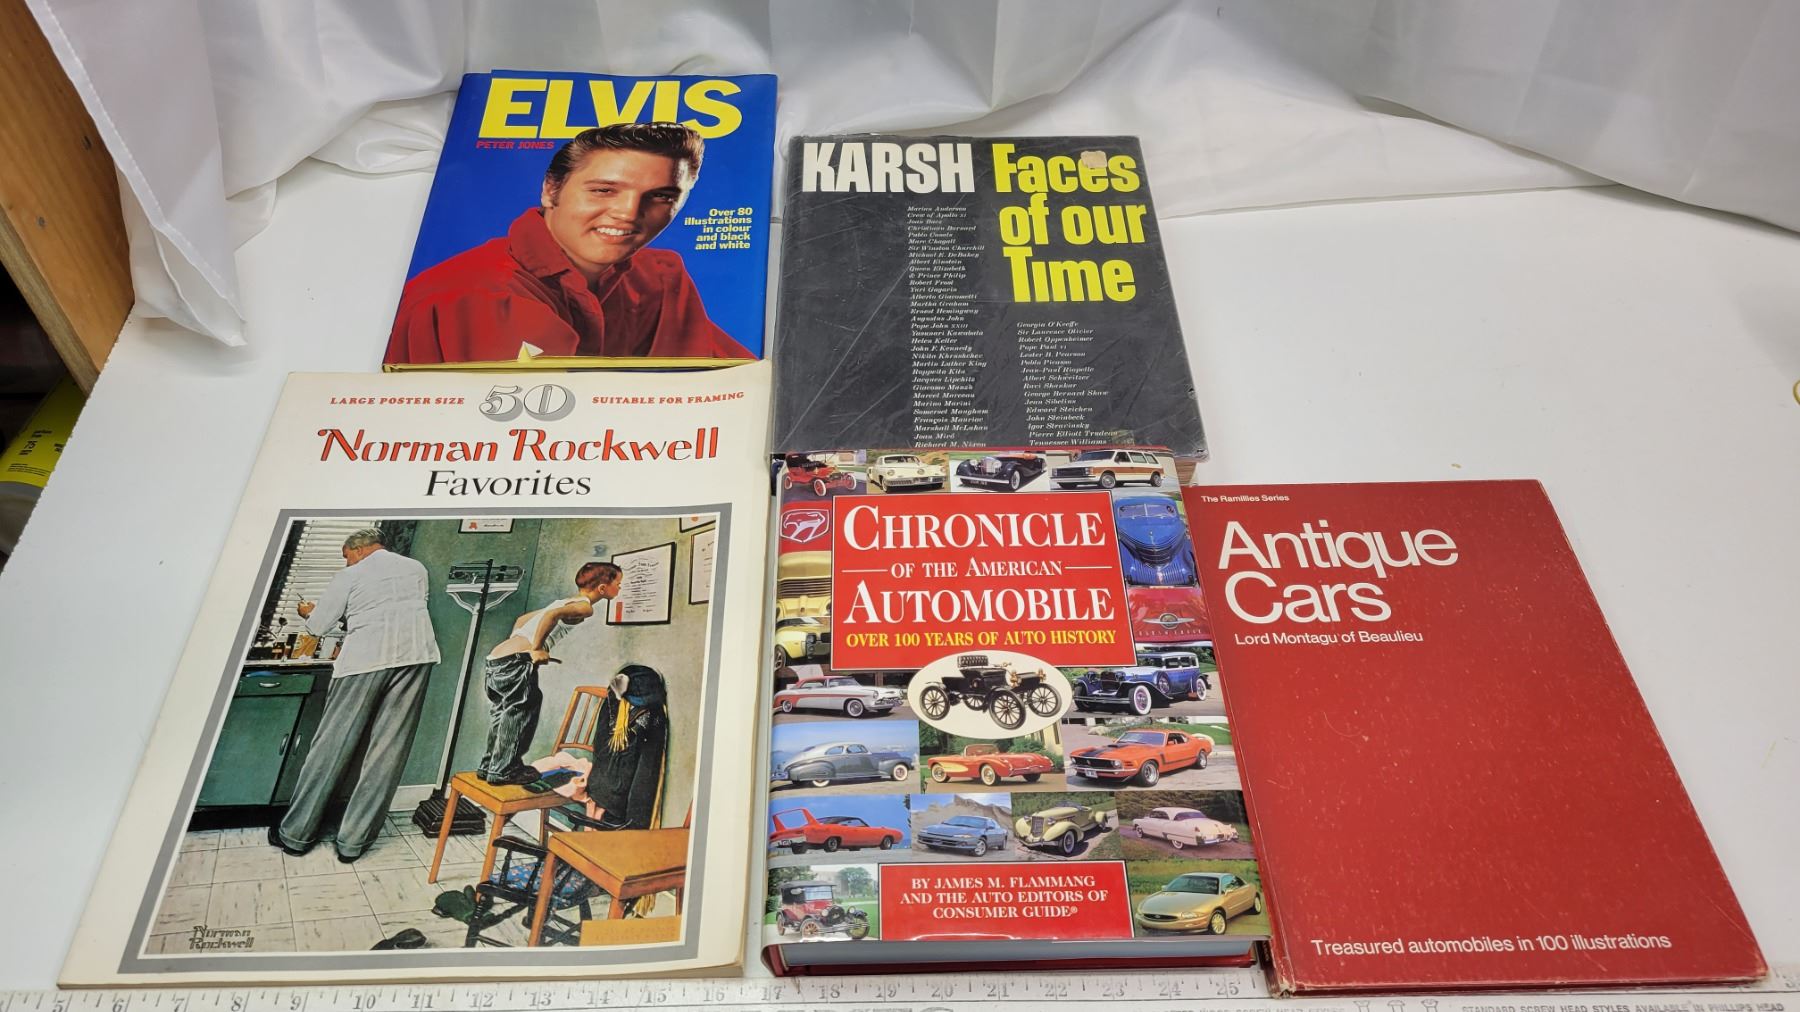 ELVIS
PETER JONES
Over 80
illustrations
in colour
and black
and white
KARSH
Faces
of our
Time
Marian Anderson
Crew of Apollo XI
Joan Baez
Christiaan Bernard
Pablo Casals
Marc Chagall
Sir Winston Churchill
Michael E. DeBakey
Albert Einstein
Queen Elizabeth
& Prince Philip
Robert Frost
Yuri Gagarin
Alberto Giacometti
Martha Graham
Ernest Hemingway
Augustus John
Pope John XXIII
Yasunari Kawabata
Helen Keller
John F. Kennedy
Nikita Khrushchev
Martin Luther King
Rappeita Kita
Jacques Lipchitz
Giacomo Manzù
Marcel Marceau
Marino Marini
Somerset Maugham
François Mauriac
Marshall McLuhan
Joan Miró
Richard M. Nixon
Georgia O'Keeffe
Sir Laurence Olivier
Robert Oppenheimer
Pope Paul VI
Lester B. Pearson
Pablo Picasso
Jean-Paul Riopelle
Albert Schweitzer
Ravi Shankar
George Bernard Shaw
Jean Sibelius
Edward Steichen
John Steinbeck
Igor Stravinsky
Pierre Elliott Trudeau
Tennessee Williams
LARGE POSTER SIZE 50 SUITABLE FOR FRAMING
Norman Rockwell
Favorites
Norman
Rockwell
CHRONICLE
OF THE AMERICAN
AUTOMOBILE
OVER 100 YEARS OF AUTO HISTORY
BY JAMES M. FLAMMANG
AND THE AUTO EDITORS OF
CONSUMER GUIDE®
The Ramillies Series
Antique
Cars
Lord Montagu of Beaulieu
Treasured automobiles in 100 illustrations
5 6 7 8 9 10 11 12 13 14 15 16 17 18 19 20 21 22 23 24 25
STANDARD SCREW HEAD STYLES AVAILABLE IN PHILLIPS HEAD
75